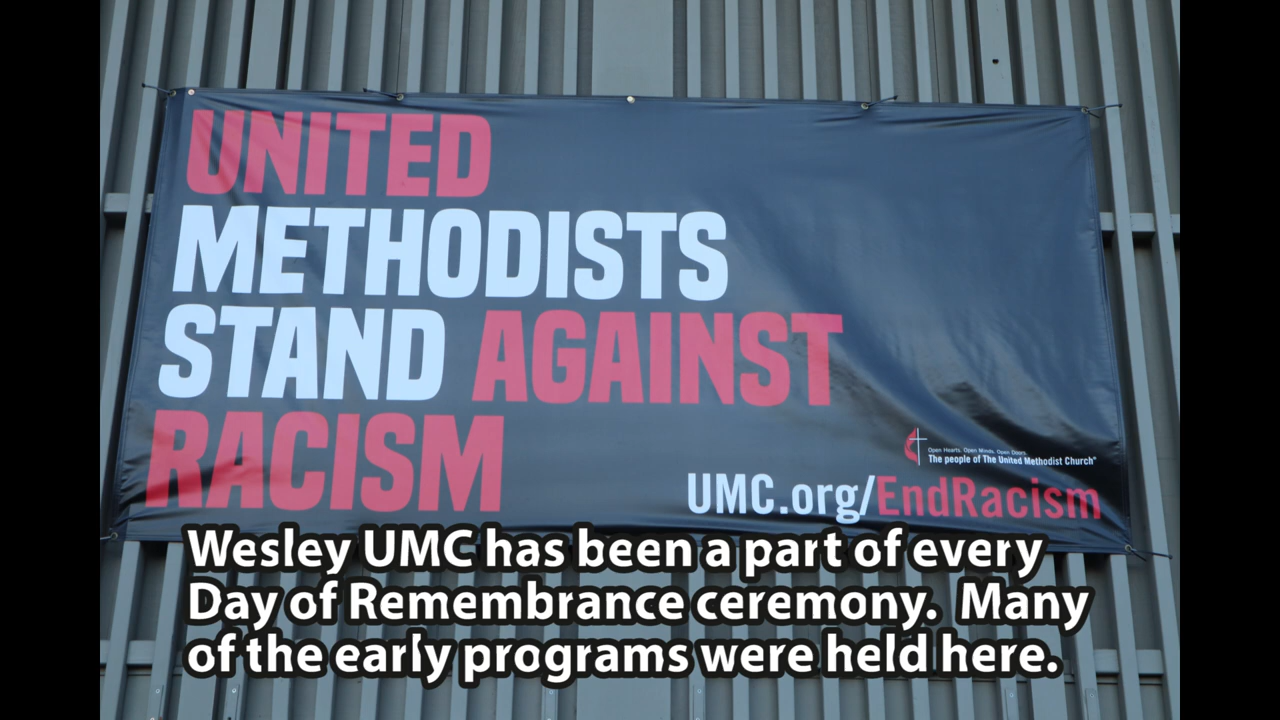 UNITED
METHODISTS
STAND AGAINST
RACISM
Open Hearts. Open Minds. Open Doors.
The people of The United Methodist Church®
UMC.org/EndRacism
Wesley UMC has been a part of every
Day of Remembrance ceremony.  Many
of the early programs were held here.